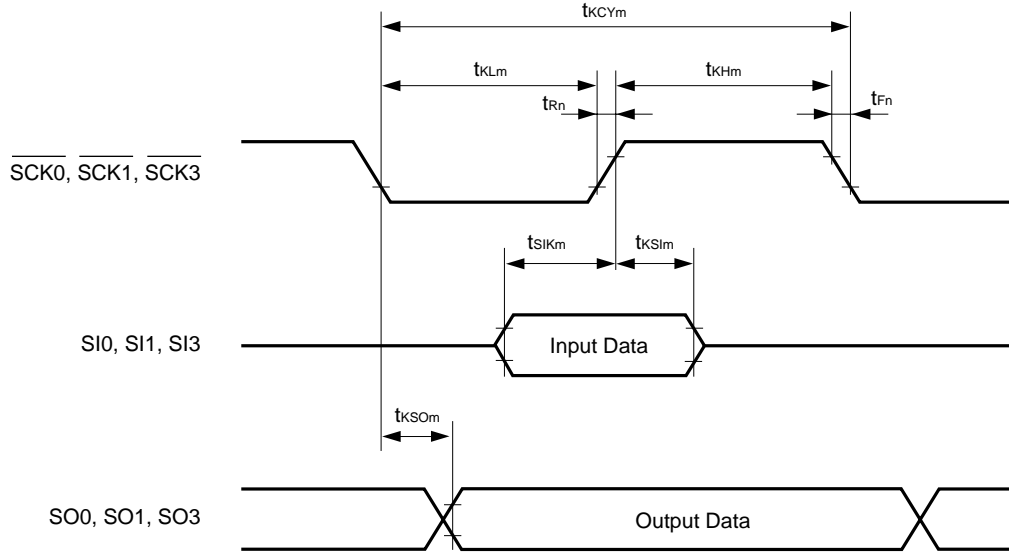 tKCYm
tKLm
tKHm
tRn
tFn
SCK0, SCK1, SCK3
tSIKm
tKSIm
SI0, SI1, SI3
Input Data
tKSOm
SO0, SO1, SO3
Output Data